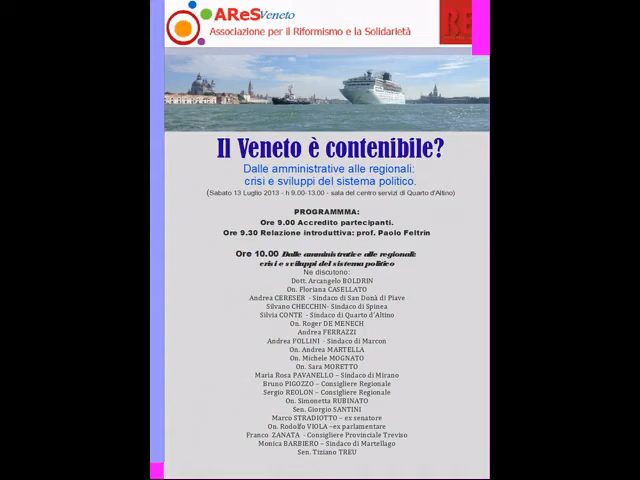 AReSVeneto
Associazione per il Riformismo e la Solidarietà
RE
Il Veneto è contenibile?
Dalle amministrative alle regionali:
crisi e sviluppi del sistema politico.
(Sabato 13 Luglio 2013 - h 9.00-13.00 - sala del centro servizi di Quarto d'Altino)
PROGRAMMMA:
Ore 9.00 Accredito partecipanti.
Ore 9.30 Relazione introduttiva: prof. Paolo Feltrin
Ore 10.00 Dalle amministratice alle regionali:
crisi e sviluppi del sistema politico
Ne discutono:
Dott. Arcangelo BOLDRIN
On. Floriana CASELLATO
Andrea CERESER - Sindaco di San Donà di Piave
Silvano CHECCHIN- Sindaco di Spinea
Silvia CONTE - Sindaco di Quarto d'Altino
On. Roger DE MENECH
Andrea FERRAZZI
Andrea FOLLINI - Sindaco di Marcon
On. Andrea MARTELLA
On. Michele MOGNATO
On. Sara MORETTO
Maria Rosa PAVANELLO – Sindaco di Mirano
Bruno PIGOZZO – Consigliere Regionale
Sergio REOLON – Consigliere Regionale
On. Simonetta RUBINATO
Sen. Giorgio SANTINI
Marco STRADIOTTO – ex senatore
On. Rodolfo VIOLA –ex parlamentare
Franco ZANATA - Consigliere Provinciale Treviso
Monica BARBIERO – Sindaco di Martellago
Sen. Tiziano TREU